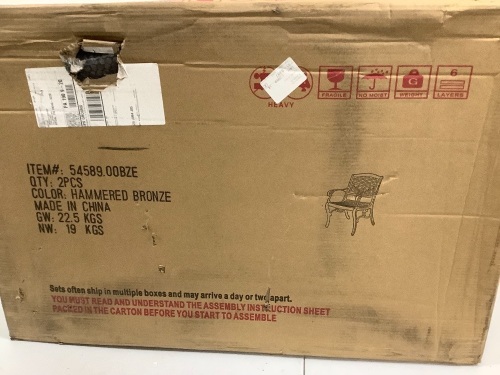 HEAVY
FRAGILE
NO MOIST
G
WEIGHT
6
LAYERS
ITEM#: 54589.00BZE
QTY: 2PCS
COLOR: HAMMERED BRONZE
MADE IN CHINA
GW: 22.5 KGS
NW: 19 KGS
Sets often ship in multiple boxes and may arrive a day or two apart.
YOU MUST READ AND UNDERSTAND THE ASSEMBLY INSTRUCTION SHEET
PACKED IN THE CARTON BEFORE YOU START TO ASSEMBLE